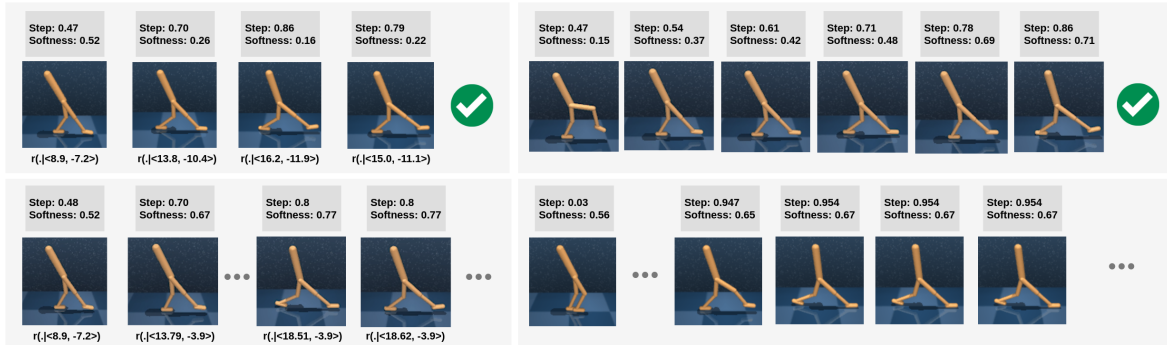 Step: 0.47
Softness: 0.52
Step: 0.70
Softness: 0.26
Step: 0.86
Softness: 0.16
Step: 0.79
Softness: 0.22
r(.|<8.9, -7.2>)
r(.|<13.8, -10.4>)
r(.|<16.2, -11.9>)
r(.|<15.0, -11.1>)
Step: 0.47
Softness: 0.15
Step: 0.54
Softness: 0.37
Step: 0.61
Softness: 0.42
Step: 0.71
Softness: 0.48
Step: 0.78
Softness: 0.69
Step: 0.86
Softness: 0.71
Step: 0.48
Softness: 0.52
Step: 0.70
Softness: 0.67
Step: 0.8
Softness: 0.77
Step: 0.8
Softness: 0.77
r(.|<8.9, -7.2>)
r(.|<13.79, -3.9>)
r(.|<18.51, -3.9>)
r(.|<18.62, -3.9>)
Step: 0.03
Softness: 0.56
Step: 0.947
Softness: 0.65
Step: 0.954
Softness: 0.67
Step: 0.954
Softness: 0.67
Step: 0.954
Softness: 0.67